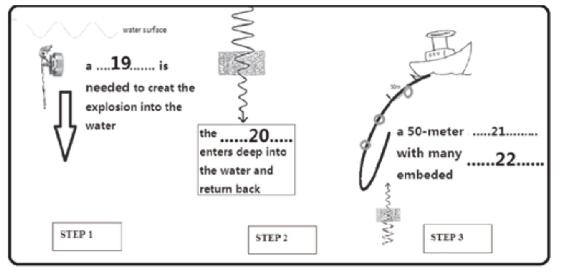 water surface
a ....19....... is
needed to creat the
explosion into the
water
STEP 1
the ......20.....
enters deep into
the water and
return back
STEP 2
50m
a 50-meter .....21.........
with many ......22......
embeded
STEP 3